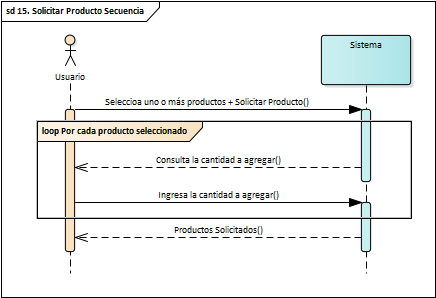 sd 15. Solicitar Producto Secuencia
Usuario
Sistema
Seleccioa uno o más productos + Solicitar Producto()
loop Por cada producto seleccionado
Consulta la cantidad a agregar()
Ingresa la cantidad a agregar()
Productos Solicitados()